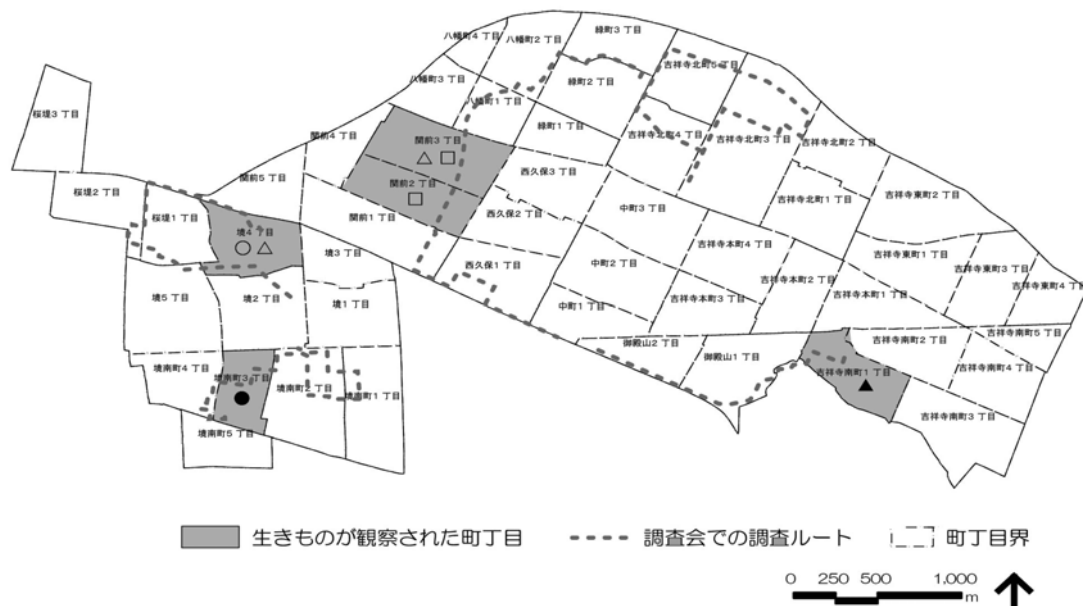 八幡町4 丁目
八幡町2 丁目
緑町3 丁目
八幡町3 丁目
緑町2 丁目
吉祥寺北町5 丁目
桜堤3 丁目
八幡町1 丁目
関前4 丁目
関前3 丁目
緑町1 丁目
吉祥寺北町4 丁目
吉祥寺北町3 丁目
吉祥寺北町2 丁目
関前5 丁目
西久保3 丁目
桜堤2 丁目
関前2 丁目
吉祥寺北町1 丁目
吉祥寺東町2 丁目
桜堤1 丁目
関前1 丁目
西久保2 丁目
中町3 丁目
境4 丁目
吉祥寺本町4 丁目
境3 丁目
西久保1 丁目
中町2 丁目
吉祥寺東町1 丁目
吉祥寺東町3 丁目
吉祥寺本町2 丁目
吉祥寺東町4 丁目
境5 丁目
境2 丁目
境1 丁目
中町1 丁目
吉祥寺本町3 丁目
吉祥寺本町1 丁目
御殿山2 丁目
御殿山1 丁目
吉祥寺南町2 丁目
吉祥寺南町5 丁目
境南町4 丁目
境南町3 丁目
境南町2 丁目
境南町1 丁目
吉祥寺南町1 丁目
吉祥寺南町4 丁目
吉祥寺南町3 丁目
境南町5 丁目
生きものが観察された町丁目
調査会での調査ルート
町丁目界
0 250 500 1,000
m